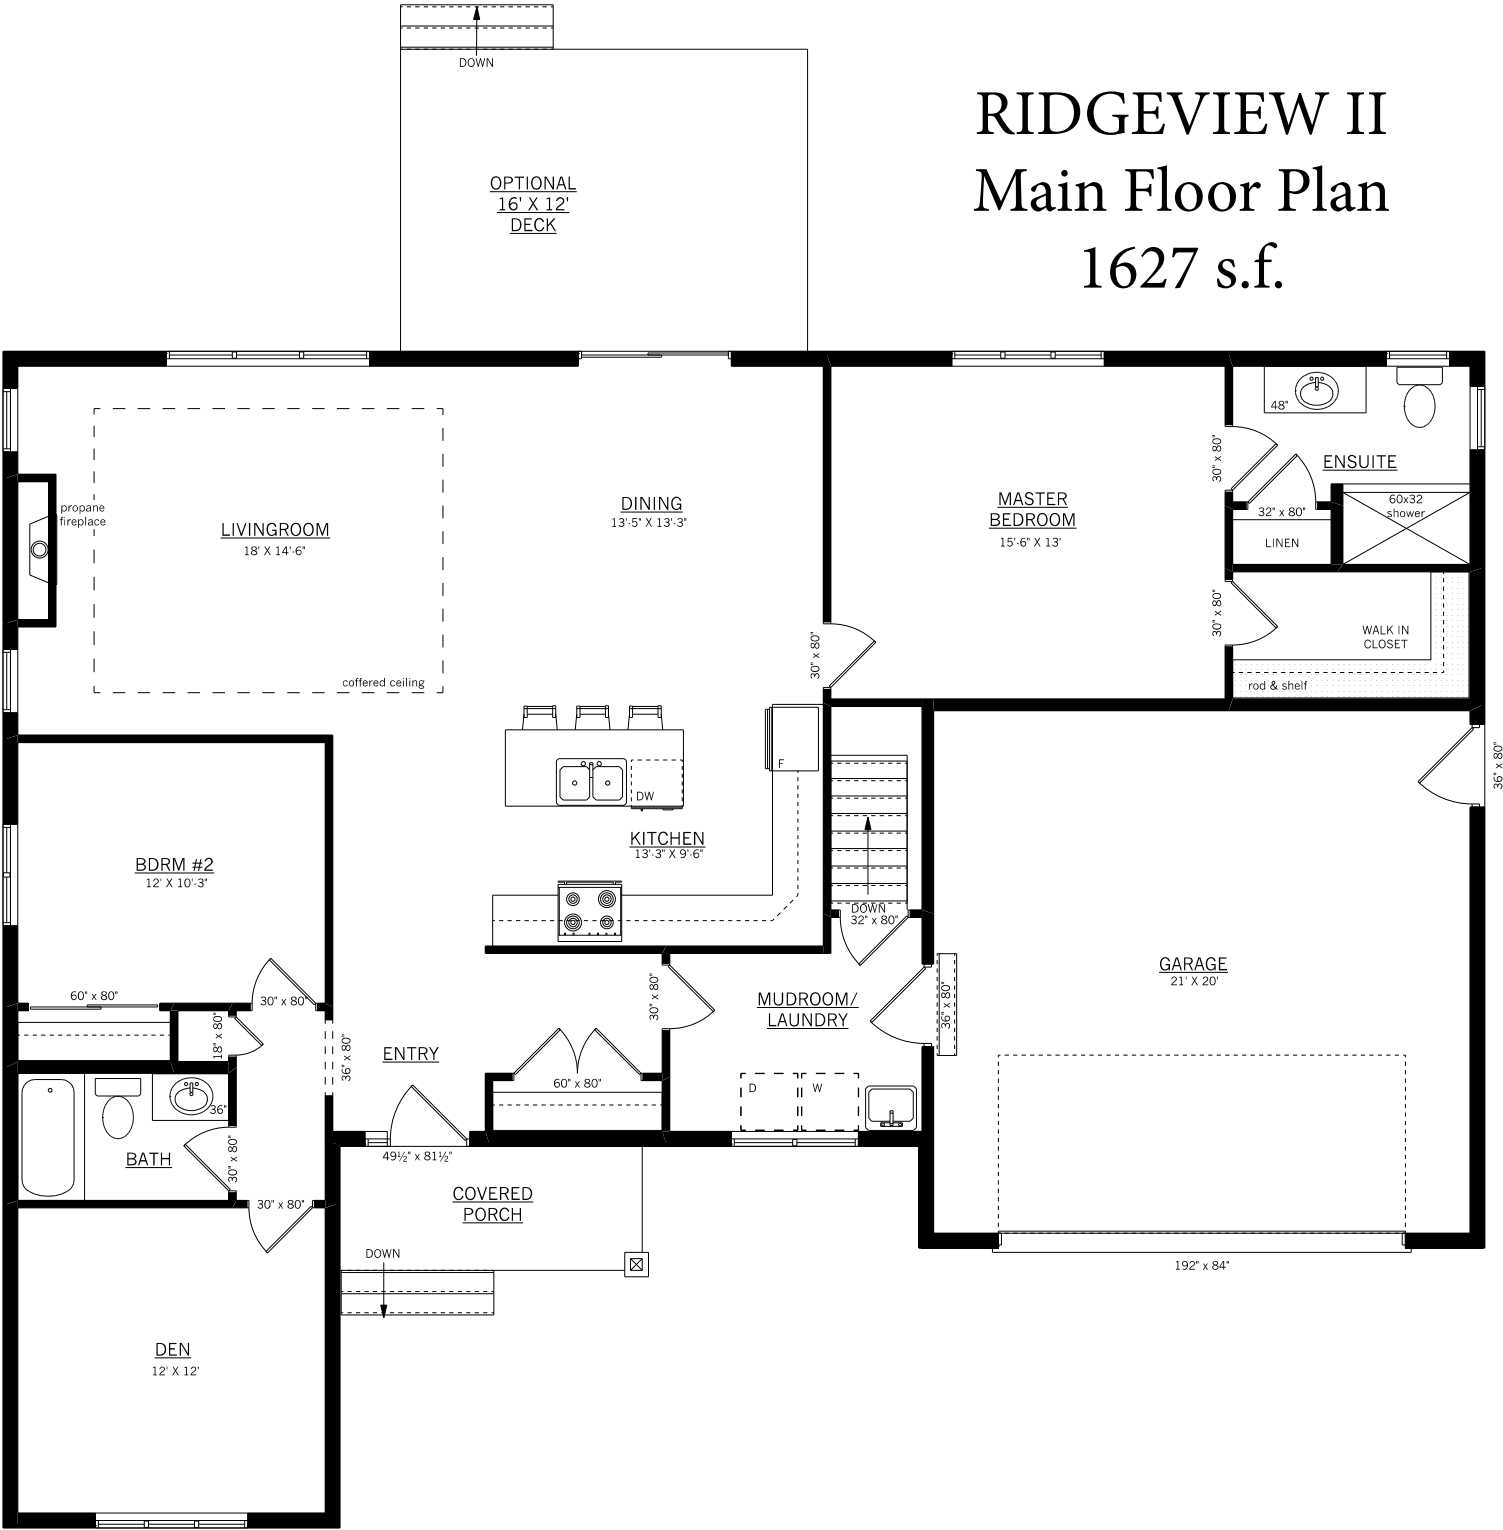 DOWN
RIDGEVIEW II
Main Floor Plan
1627 s.f.
OPTIONAL
16' X 12'
DECK
48"
30" x 80"
ENSUITE
60x32
shower
32" x 80"
LINEN
propane
fireplace
LIVINGROOM
18' X 14'-6"
DINING
13'-5" X 13'-3"
MASTER
BEDROOM
15'-6" X 13'
30" x 80"
30" x 80"
WALK IN
CLOSET
rod & shelf
coffered ceiling
F
DW
36" x 80"
KITCHEN
13'-3" X 9'-6"
BDRM #2
12' X 10'-3"
DOWN
32" x 80"
GARAGE
21' X 20'
60" x 80"
30" x 80"
30" x 80"
MUDROOM/
LAUNDRY
36" x 80"
18" x 80"
36" x 80"
ENTRY
60" x 80"
D
W
36"
BATH
30" x 80"
49½" x 81½"
COVERED
PORCH
30" x 80"
DOWN
192" x 84"
DEN
12' X 12'